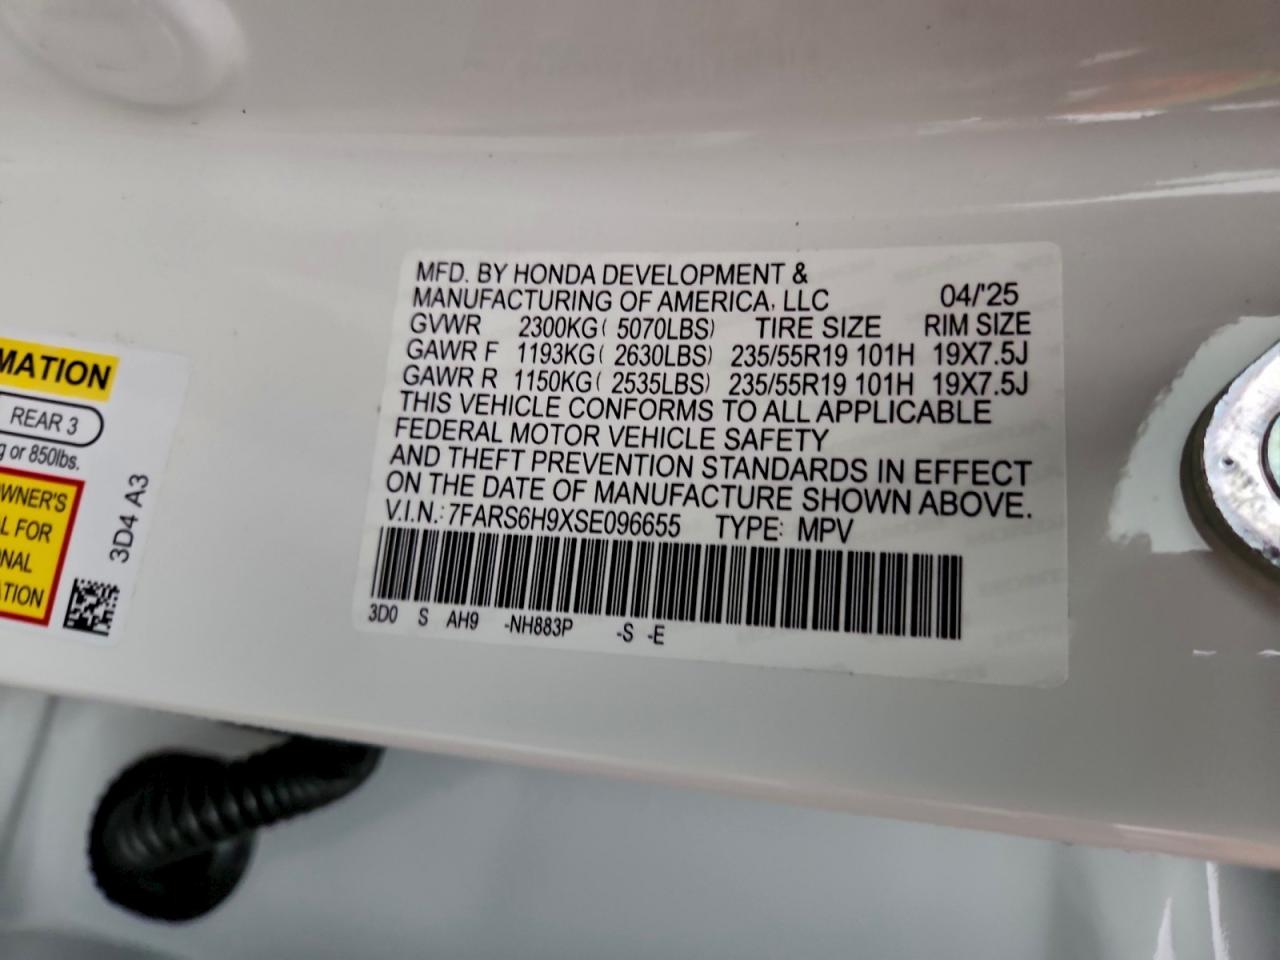 MFD. BY HONDA DEVELOPMENT &
MANUFACTURING OF AMERICA, LLC 04/'25
GVWR 2300KG( 5070LBS) TIRE SIZE RIM SIZE
GAWR F 1193KG( 2630LBS) 235/55R19 101H 19X7.5J
GAWR R 1150KG( 2535LBS) 235/55R19 101H 19X7.5J
THIS VEHICLE CONFORMS TO ALL APPLICABLE
FEDERAL MOTOR VEHICLE SAFETY
AND THEFT PREVENTION STANDARDS IN EFFECT
ON THE DATE OF MANUFACTURE SHOWN ABOVE.
V.I.N.: 7FARS6H9XSE096655 TYPE: MPV
3D0 S AH9 -NH883P -S -E
MATION
REAR 3
g or 850lbs.
WNER'S
L FOR
ONAL
ATION
3D4 A3